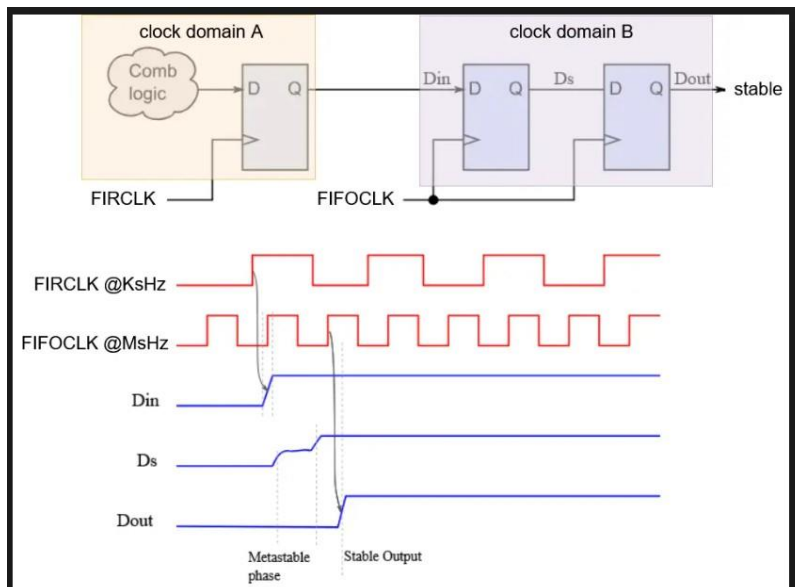 clock domain A
clock domain B
Comb
logic
D Q
Din
D Q
Ds
D Q
Dout
stable
FIRCLK
FIFOCLK
FIRCLK @KsHz
FIFOCLK @MsHz
Din
Ds
Dout
Metastable
phase
Stable Output